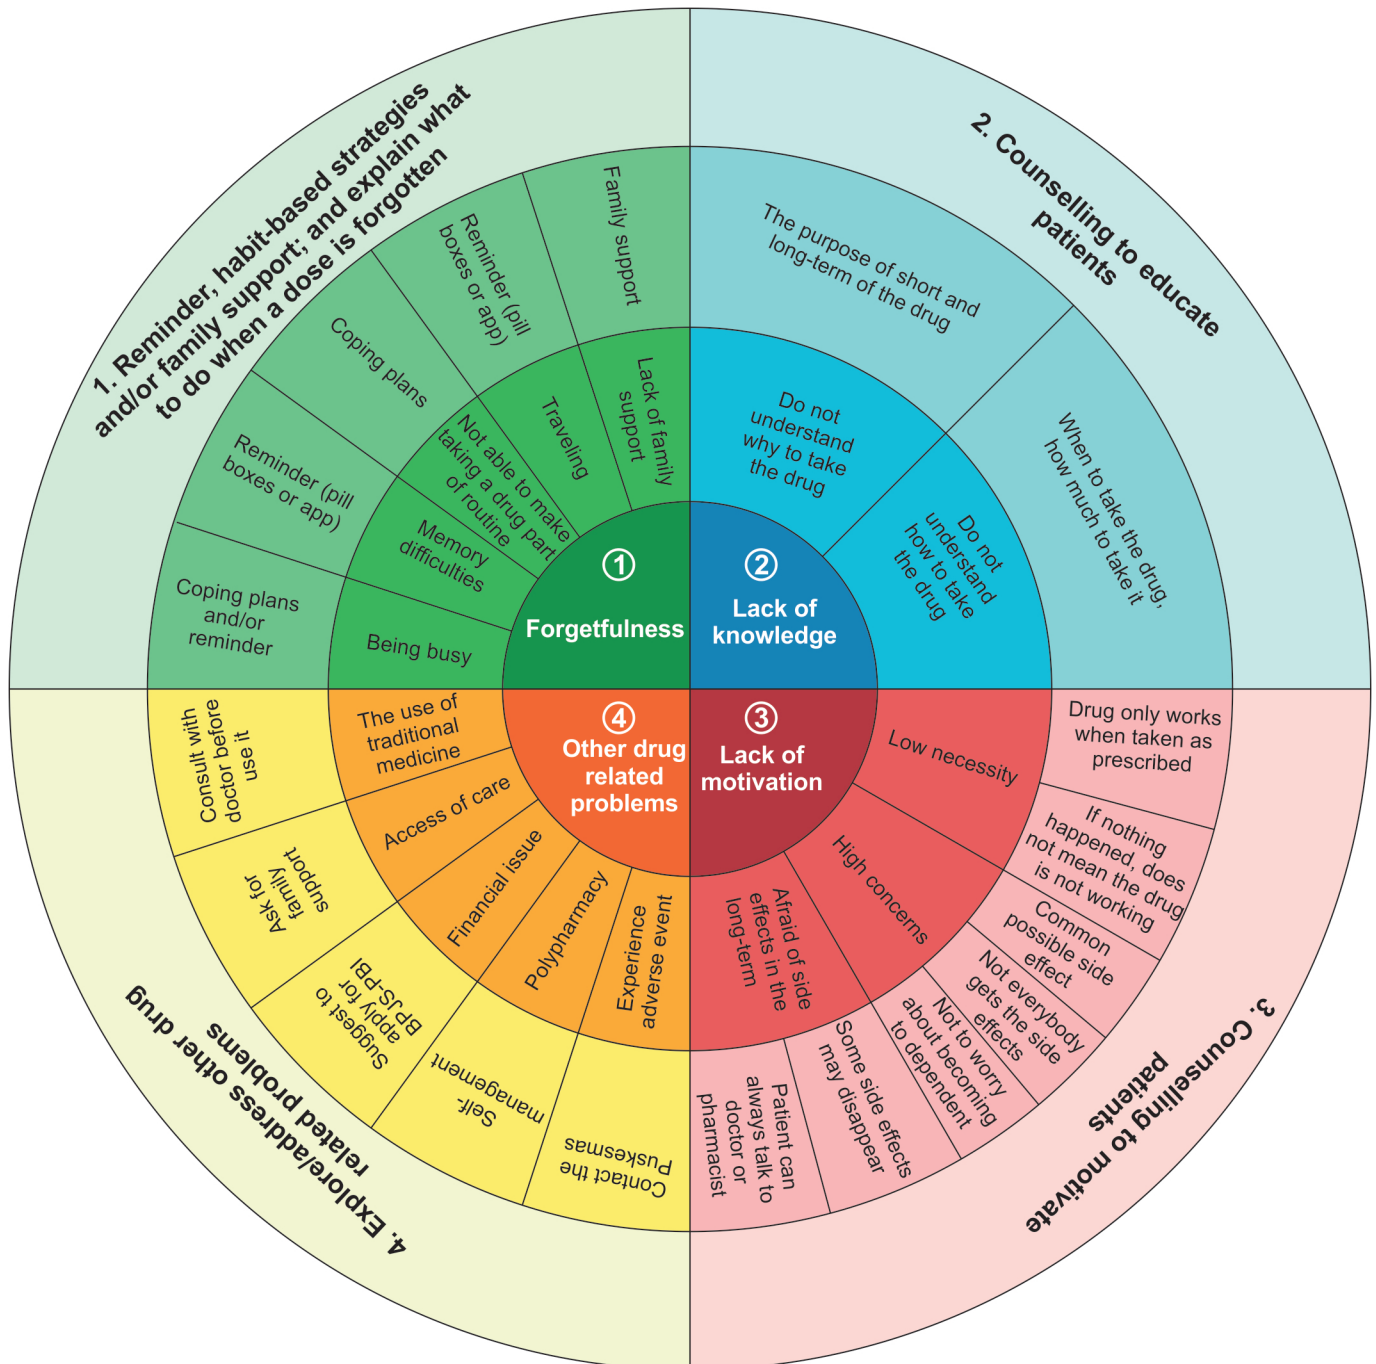 1. Reminder, habit-based strategies
and/or family support; and explain what
to do when a dose is forgotten
Coping plans
and/or
reminder
Reminder (pill
boxes or app)
Coping plans
Reminder (pill
boxes or app)
Family support
Being busy
Memory
difficulties
Not able to make
taking a drug part
of routine
Traveling
Lack of family
support
1
Forgetfulness
2. Counselling to educate
patients
The purpose of short and
long-term of the drug
When to take the drug,
how much to take it
Do not
understand
why to take
the drug
Do not
understand
how to take
the drug
2
Lack of
knowledge
3
Lack of
motivation
Low necessity
High concerns
Afraid of side
effects in the
long-term
Drug only works
when taken as
prescribed
If nothing
happened, does
not mean the drug
is not working
Common
possible side
effect
Not everybody
gets the side
effects
Not to worry
about becoming
to dependent
Some side effects
may disappear
Patient can
always talk to
doctor or
pharmacist
3. Counselling to motivate
patients
4
Other drug
related
problems
The use of
traditional
medicine
Access of care
Financial issue
Polypharmacy
Experience
adverse event
Consult with
doctor before
use it
Ask for
family
support
Suggest to
apply for
BPJS-PBI
Self-
management
Contact the
Puskesmas
4. Explore/address other drug
related problems